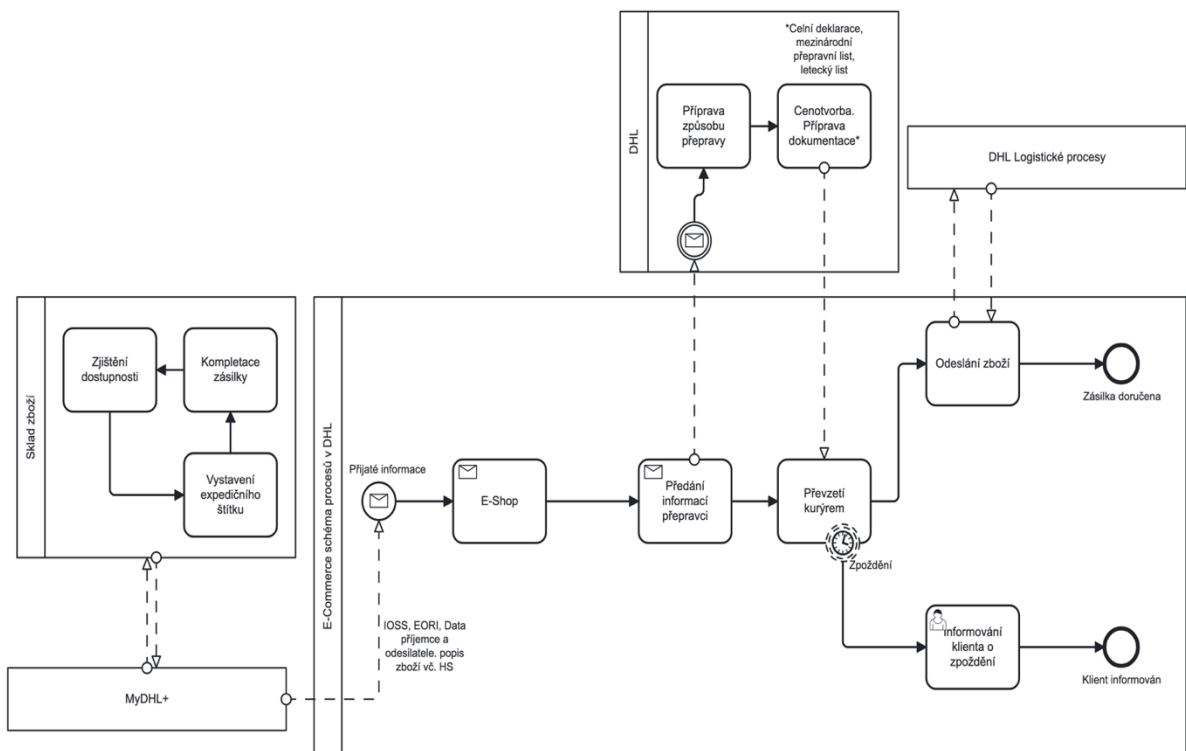 *Celní deklarace,
mezinárodní
přepravní list,
letecký list
DHL
Příprava
způsobu
přepravy
Cenotvorba.
Příprava
dokumentace*
DHL Logistické procesy
Sklad zboží
Zjištění
dostupnosti
Kompletace
zásilky
Vystavení
expedičního
štítku
E-Commerce schéma procesů v DHL
Přijaté informace
E-Shop
Předání
informací
přepravci
Převzetí
kurýrem
Zpoždění
Odeslání zboží
Zásilka doručena
IOSS, EORI, Data
příjemce a
odesilatele. popis
zboží vč. HS
Informování
klienta o
zpoždění
Klient informován
MyDHL+